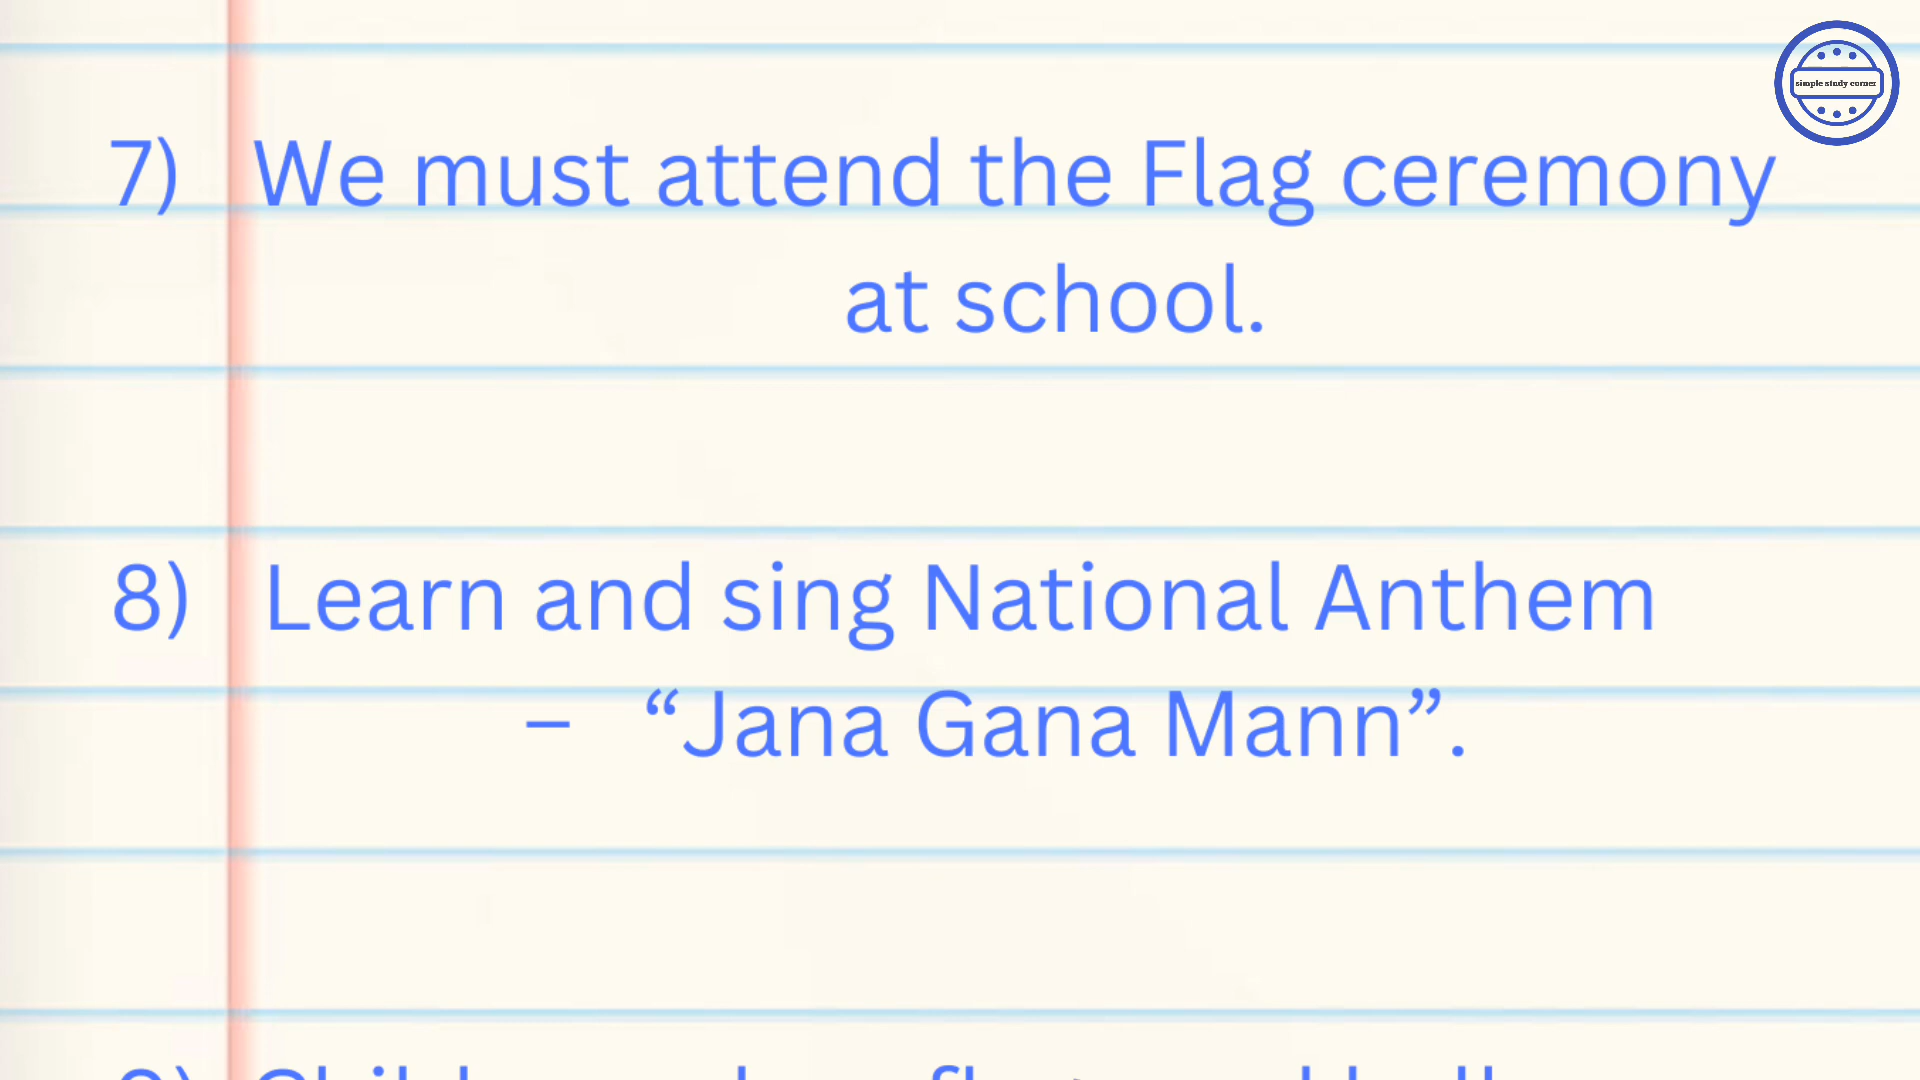 simple study corner
7) We must attend the Flag ceremony
at school.
8) Learn and sing National Anthem
– “Jana Gana Mann”.